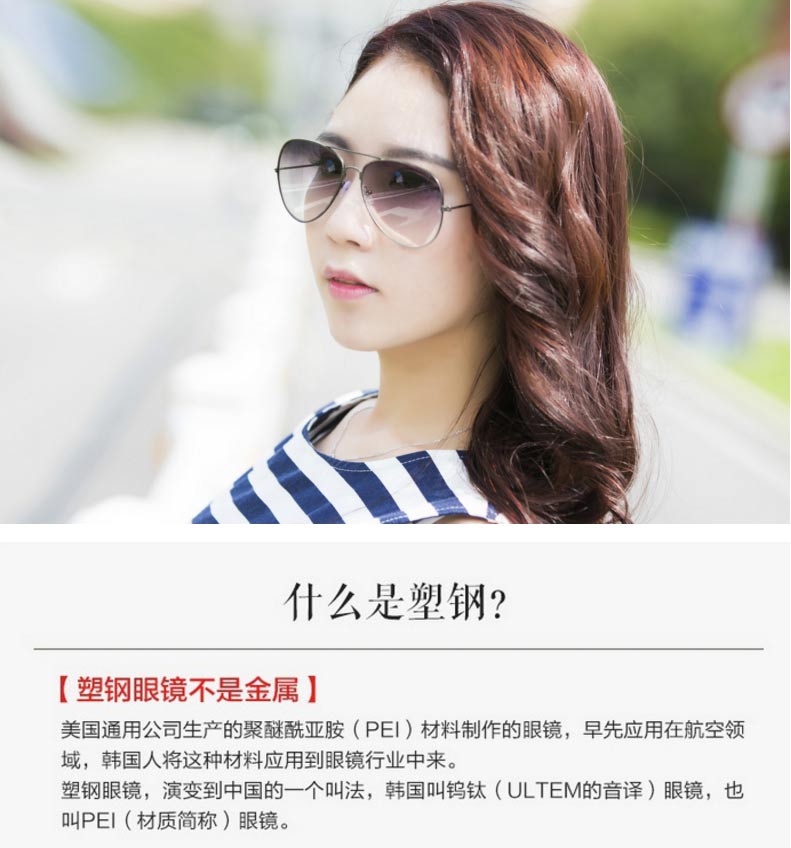 什么是塑钢?
【塑钢眼镜不是金属】
美国通用公司生产的聚醚酰亚胺（PEI）材料制作的眼镜，早先应用在航空领
域，韩国人将这种材料应用到眼镜行业中来。
塑钢眼镜，演变到中国的一个叫法，韩国叫钨钛（ULTEM的音译）眼镜，也
叫PEI（材质简称）眼镜。